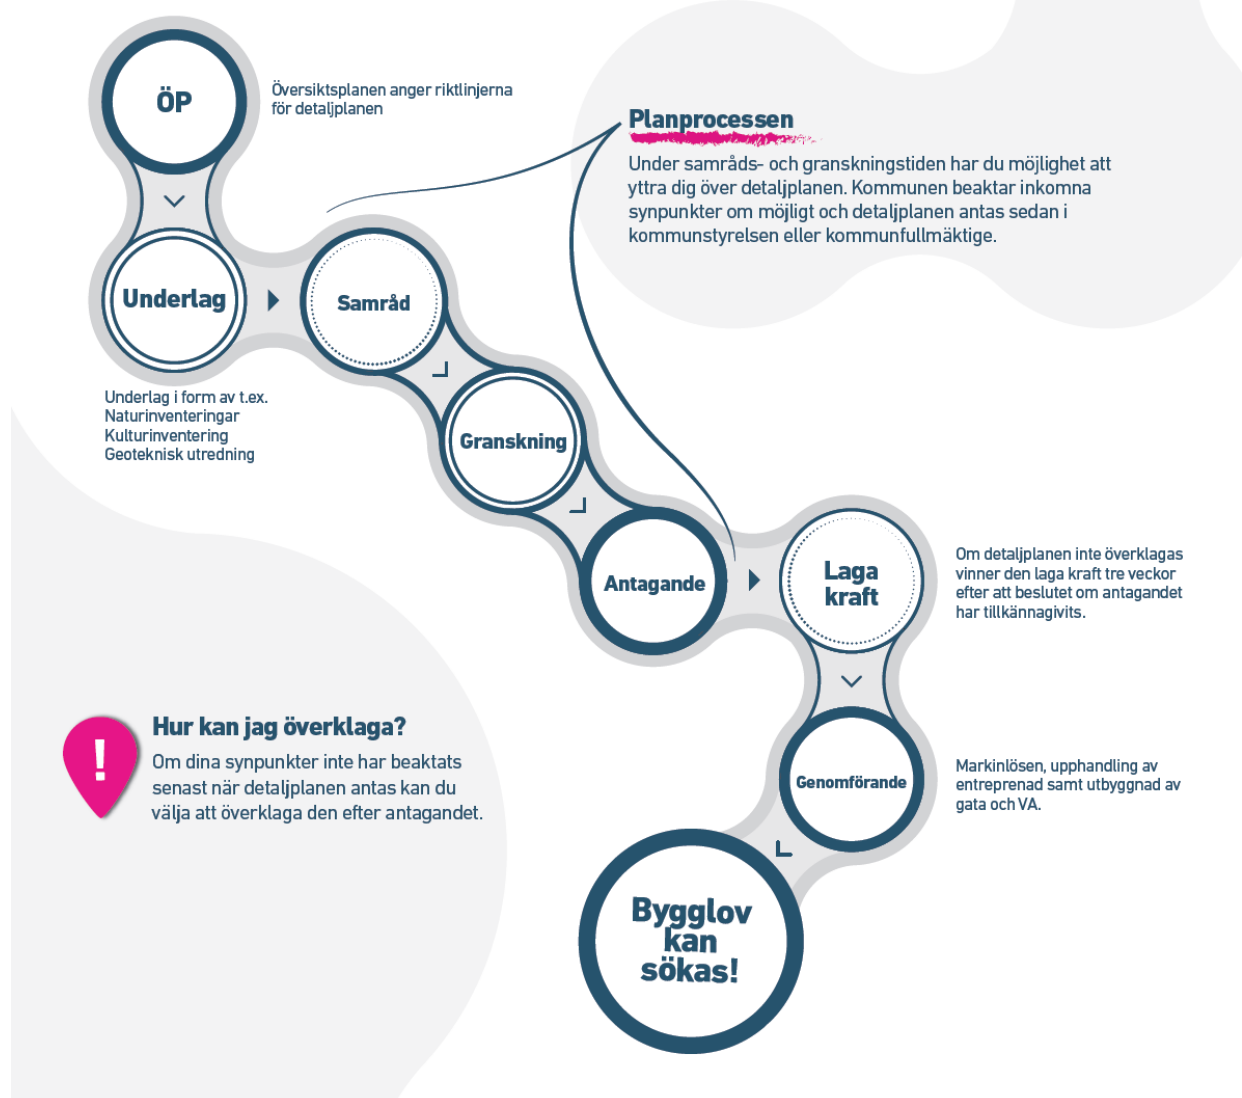 ÖP
Översiktsplanen anger riktlinjerna
för detaljplanen
Planprocessen
Under samråds- och granskningstiden har du möjlighet att
yttra dig över detaljplanen. Kommunen beaktar inkomna
synpunkter om möjligt och detaljplanen antas sedan i
kommunstyrelsen eller kommunfullmäktige.
Underlag
Samråd
Underlag i form av t.ex.
Naturinventeringar
Kulturinventering
Geoteknisk utredning
Granskning
Antagande
Laga
kraft
Om detaljplanen inte överklagas
vinner den laga kraft tre veckor
efter att beslutet om antagandet
har tillkännagivits.
!
Hur kan jag överklaga?
Om dina synpunkter inte har beaktats
senast när detaljplanen antas kan du
välja att överklaga den efter antagandet.
Genomförande
Markinlösen, upphandling av
entreprenad samt utbyggnad av
gata och VA.
Bygglov
kan
sökas!